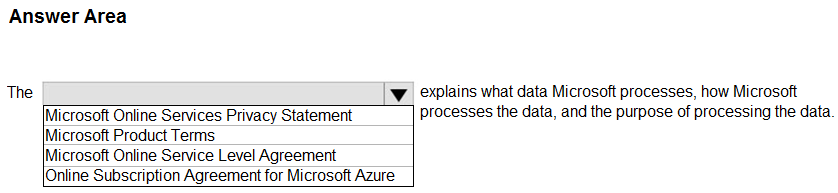 Answer Area
The
explains what data Microsoft processes, how Microsoft
processes the data, and the purpose of processing the data.
Microsoft Online Services Privacy Statement
Microsoft Product Terms
Microsoft Online Service Level Agreement
Online Subscription Agreement for Microsoft Azure